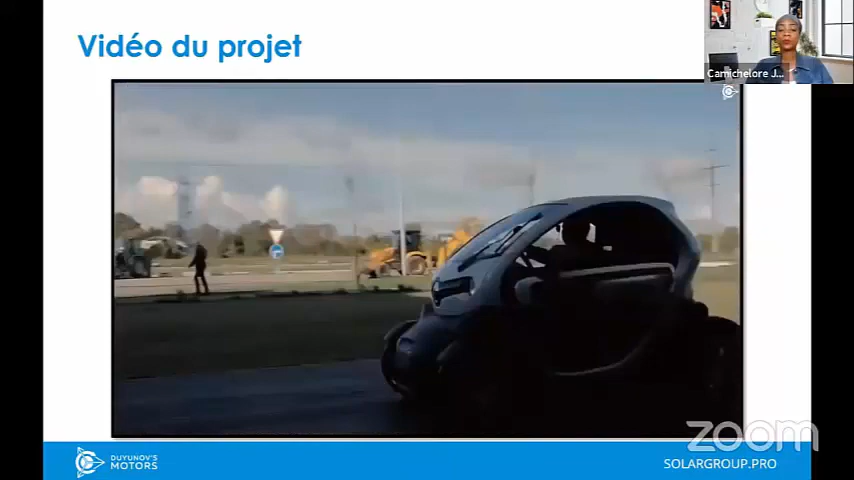 Vidéo du projet
Camichelore J...
zoom
DUYUNOV'S
MOTORS
SOLARGROUP.PRO